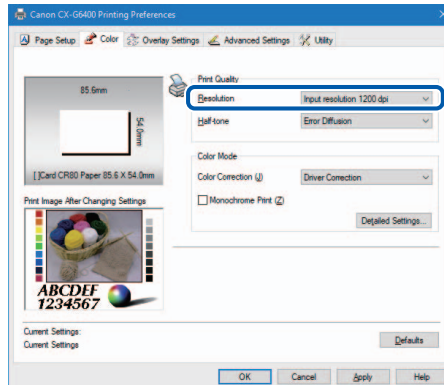 Canon CX-G6400 Printing Preferences
Page Setup Color Overlay Settings Advanced Settings Utility
85.6mm
54.0mm
[ ]Card CR80 Paper 85.6 X 54.0mm
Print Image After Changing Settings
ABCDEF
1234567
Print Quality
Resolution Input resolution 1200 dpi
Half-tone Error Diffusion
Color Mode
Color Correction (J) Driver Correction
Monochrome Print (Z)
Detailed Settings...
Current Settings:
Current Settings
Defaults
OK Cancel Apply Help